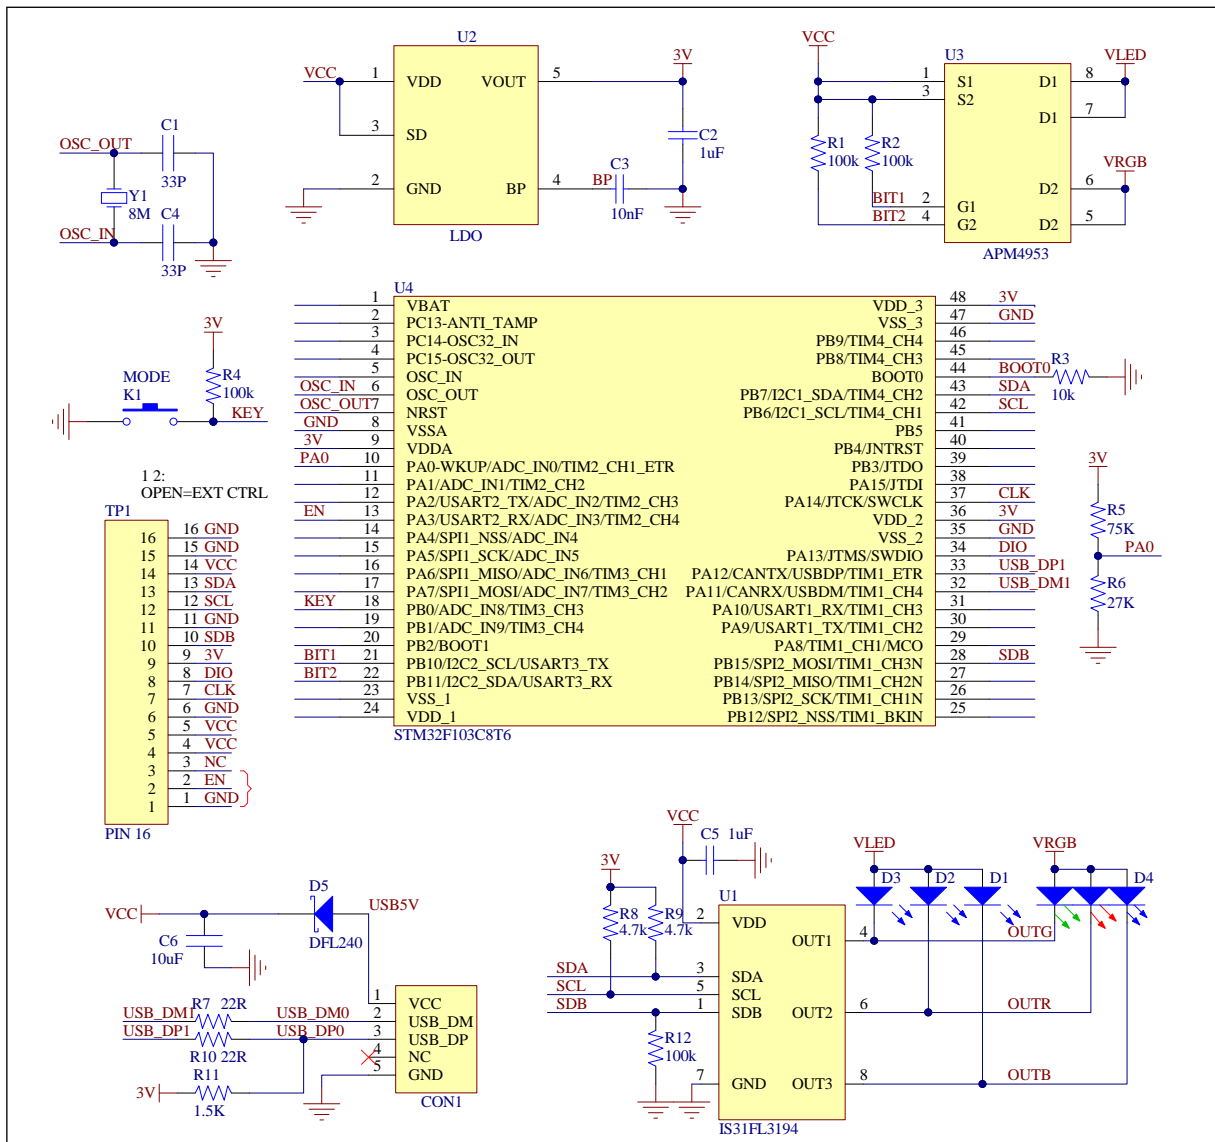 U2
VCC 1 VDD VOUT 5 3V
3 SD
2 GND BP 4 BP
C3
10nF
C2
1uF
LDO
VCC
U3
VLED
1 S1 D1 8
3 S2
D1 7
R1
100k
R2
100k
VRGB
D2 6
BIT1 2 G1
BIT2 4 G2 D2 5
APM4953
C1
OSC_OUT
33P
Y1
8M
C4
OSC_IN
33P
3V
R4
100k
MODE
K1
KEY
U4
1 VBAT VDD_3 48 3V
2 PC13-ANTI_TAMP VSS_3 47 GND
3 PC14-OSC32_IN PB9/TIM4_CH4 46
4 PC15-OSC32_OUT PB8/TIM4_CH3 45
5 OSC_IN BOOT0 44 BOOT0
OSC_IN 6 OSC_OUT PB7/I2C1_SDA/TIM4_CH2 43 SDA
OSC_OUT 7 NRST PB6/I2C1_SCL/TIM4_CH1 42 SCL
GND 8 VSSA PB5 41
3V 9 VDDA PB4/JNTRST 40
PA0 10 PA0-WKUP/ADC_IN0/TIM2_CH1_ETR PB3/JTDO 39
11 PA1/ADC_IN1/TIM2_CH2 PA15/JTDI 38
12 PA2/USART2_TX/ADC_IN2/TIM2_CH3 PA14/JTCK/SWCLK 37 CLK
EN 13 PA3/USART2_RX/ADC_IN3/TIM2_CH4 VDD_2 36 3V
14 PA4/SPI1_NSS/ADC_IN4 VSS_2 35 GND
15 PA5/SPI1_SCK/ADC_IN5 PA13/JTMS/SWDIO 34 DIO
16 PA6/SPI1_MISO/ADC_IN6/TIM3_CH1 PA12/CANTX/USBDP/TIM1_ETR 33 USB_DP1
17 PA7/SPI1_MOSI/ADC_IN7/TIM3_CH2 PA11/CANRX/USBDM/TIM1_CH4 32 USB_DM1
KEY 18 PB0/ADC_IN8/TIM3_CH3 PA10/USART1_RX/TIM1_CH3 31
19 PB1/ADC_IN9/TIM3_CH4 PA9/USART1_TX/TIM1_CH2 30
20 PB2/BOOT1 PA8/TIM1_CH1/MCO 29
BIT1 21 PB10/I2C2_SCL/USART3_TX PB15/SPI2_MOSI/TIM1_CH3N 28 SDB
BIT2 22 PB11/I2C2_SDA/USART3_RX PB14/SPI2_MISO/TIM1_CH2N 27
23 VSS_1 PB13/SPI2_SCK/TIM1_CH1N 26
24 VDD_1 PB12/SPI2_NSS/TIM1_BKIN 25
STM32F103C8T6
R3
10k
3V
R5
75K
PA0
R6
27K
1 2:
OPEN=EXT CTRL
TP1
16 16 GND
15 15 GND
14 14 VCC
13 13 SDA
12 12 SCL
11 11 GND
10 10 SDB
9 9 3V
8 8 DIO
7 7 CLK
6 6 GND
5 5 VCC
4 4 VCC
3 3 NC
2 2 EN
1 1 GND
PIN 16
D5
VCC USB5V
DFL240
C6
10uF
R7 22R
USB_DM1 USB_DM0
USB_DP1 USB_DP0
R10 22R
R11
3V
1.5K
1 VCC
2 USB_DM
3 USB_DP
4 NC
5 GND
CON1
VCC
C5 1uF
3V
R8
4.7k
R9
4.7k
U1
2 VDD
OUT1 4
SDA 3 SDA
SCL 5 SCL
SDB 1 SDB OUT2 6
R12
100k
7 GND OUT3 8
IS31FL3194
VLED VRGB
D3 D2 D1 D4
OUTG
OUTR
OUTB